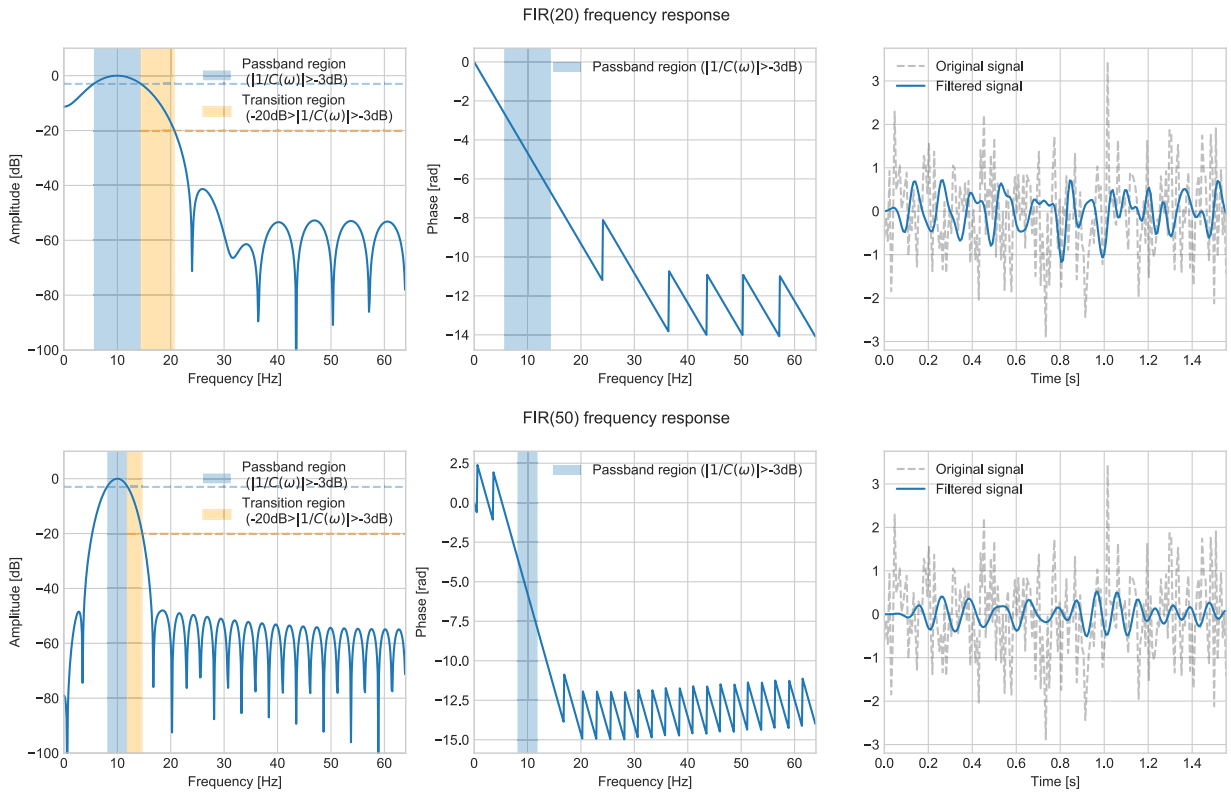 FIR(20) frequency response
Amplitude [dB]
0
−20
−40
−60
−80
−100
Passband region
(|1/C(ω)|>-3dB)
Transition region
(-20dB>|1/C(ω)|>-3dB)
0 10 20 30 40 50 60
Frequency [Hz]
Phase [rad]
0
−2
−4
−6
−8
−10
−12
−14
Passband region (|1/C(ω)|>-3dB)
0 10 20 30 40 50 60
Frequency [Hz]
3
2
1
0
−1
−2
−3
Original signal
Filtered signal
0.0 0.2 0.4 0.6 0.8 1.0 1.2 1.4
Time [s]
FIR(50) frequency response
Amplitude [dB]
0
−20
−40
−60
−80
−100
Passband region
(|1/C(ω)|>-3dB)
Transition region
(-20dB>|1/C(ω)|>-3dB)
0 10 20 30 40 50 60
Frequency [Hz]
Phase [rad]
2.5
0.0
−2.5
−5.0
−7.5
−10.0
−12.5
−15.0
Passband region (|1/C(ω)|>-3dB)
0 10 20 30 40 50 60
Frequency [Hz]
3
2
1
0
−1
−2
−3
Original signal
Filtered signal
0.0 0.2 0.4 0.6 0.8 1.0 1.2 1.4
Time [s]